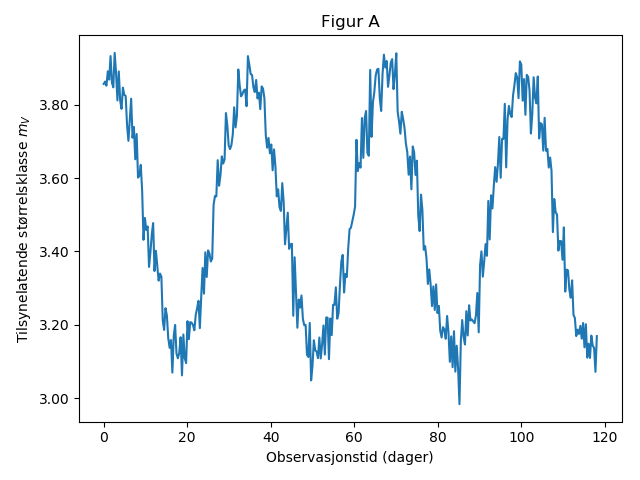 Figur A
Tilsynelatende størrelsklasse $m_V$
3.80
3.60
3.40
3.20
3.00
0 20 40 60 80 100 120
Observasjonstid (dager)